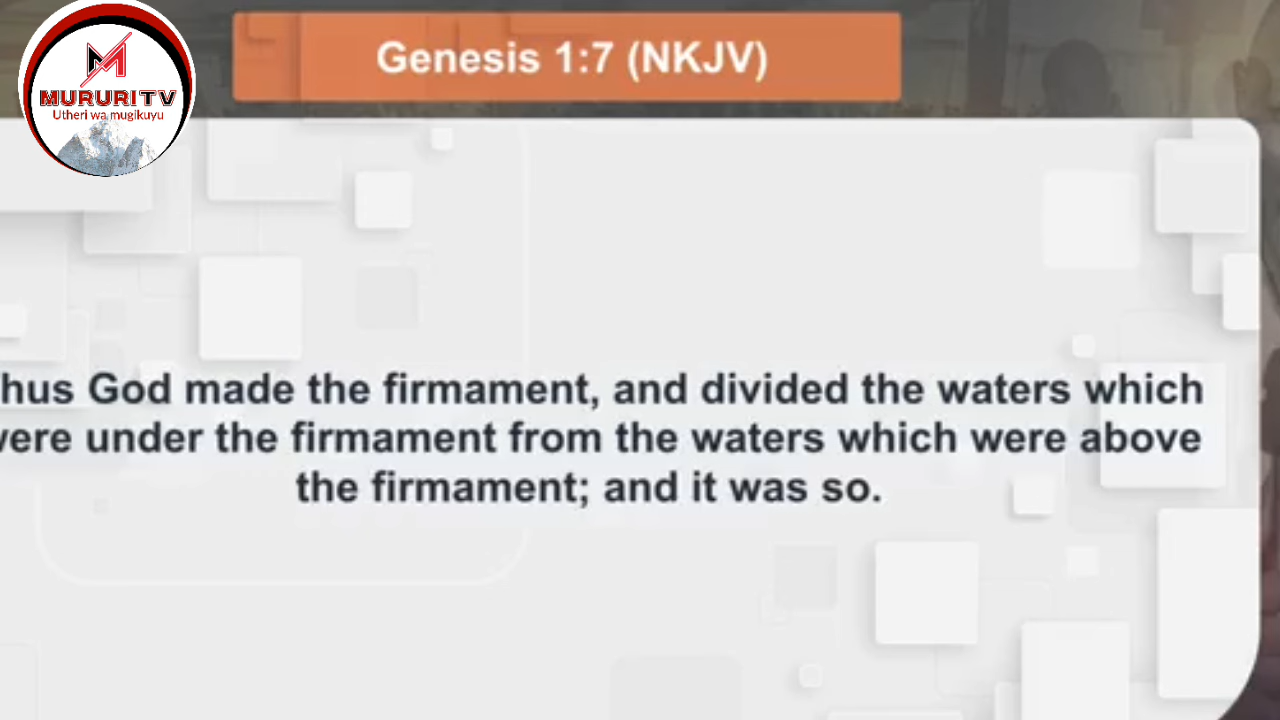 Genesis 1:7 (NKJV)
MURURI TV
Utheri wa mugikuyu
hus God made the firmament, and divided the waters which
ere under the firmament from the waters which were above
the firmament; and it was so.